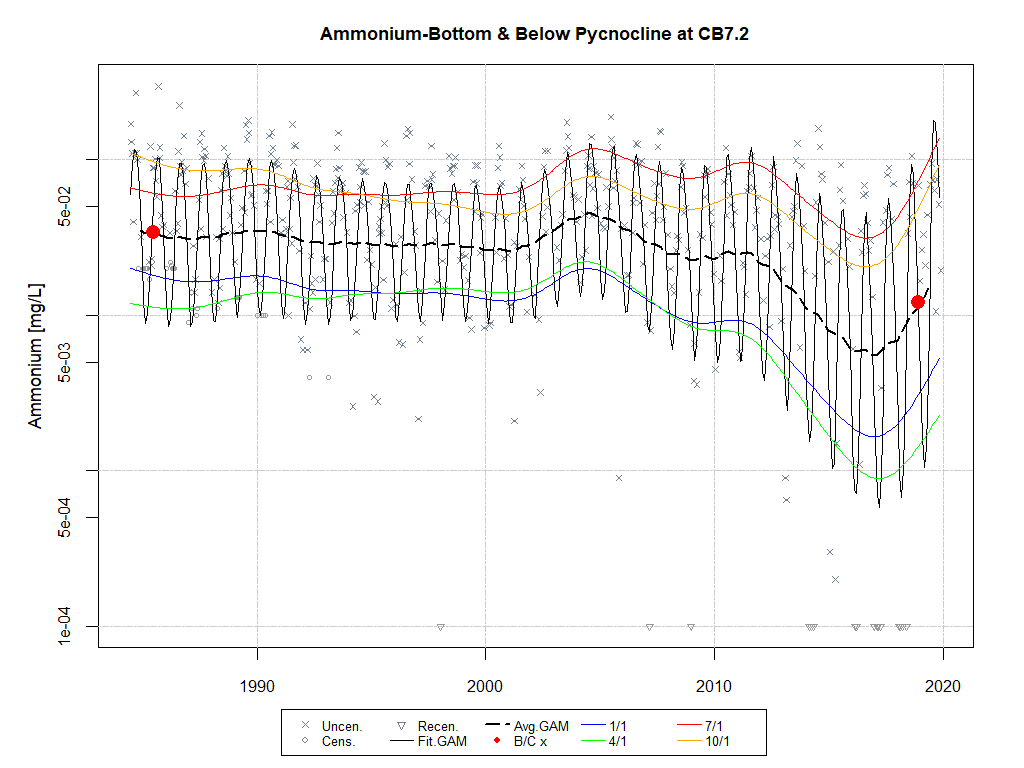 Ammonium-Bottom & Below Pycnocline at CB7.2
Ammonium [mg/L]
5e-02
5e-03
5e-04
1e-04
1990 2000 2010 2020
Uncen. Recen. Avg.GAM 1/1 7/1
Cens. Fit.GAM B/C x 4/1 10/1